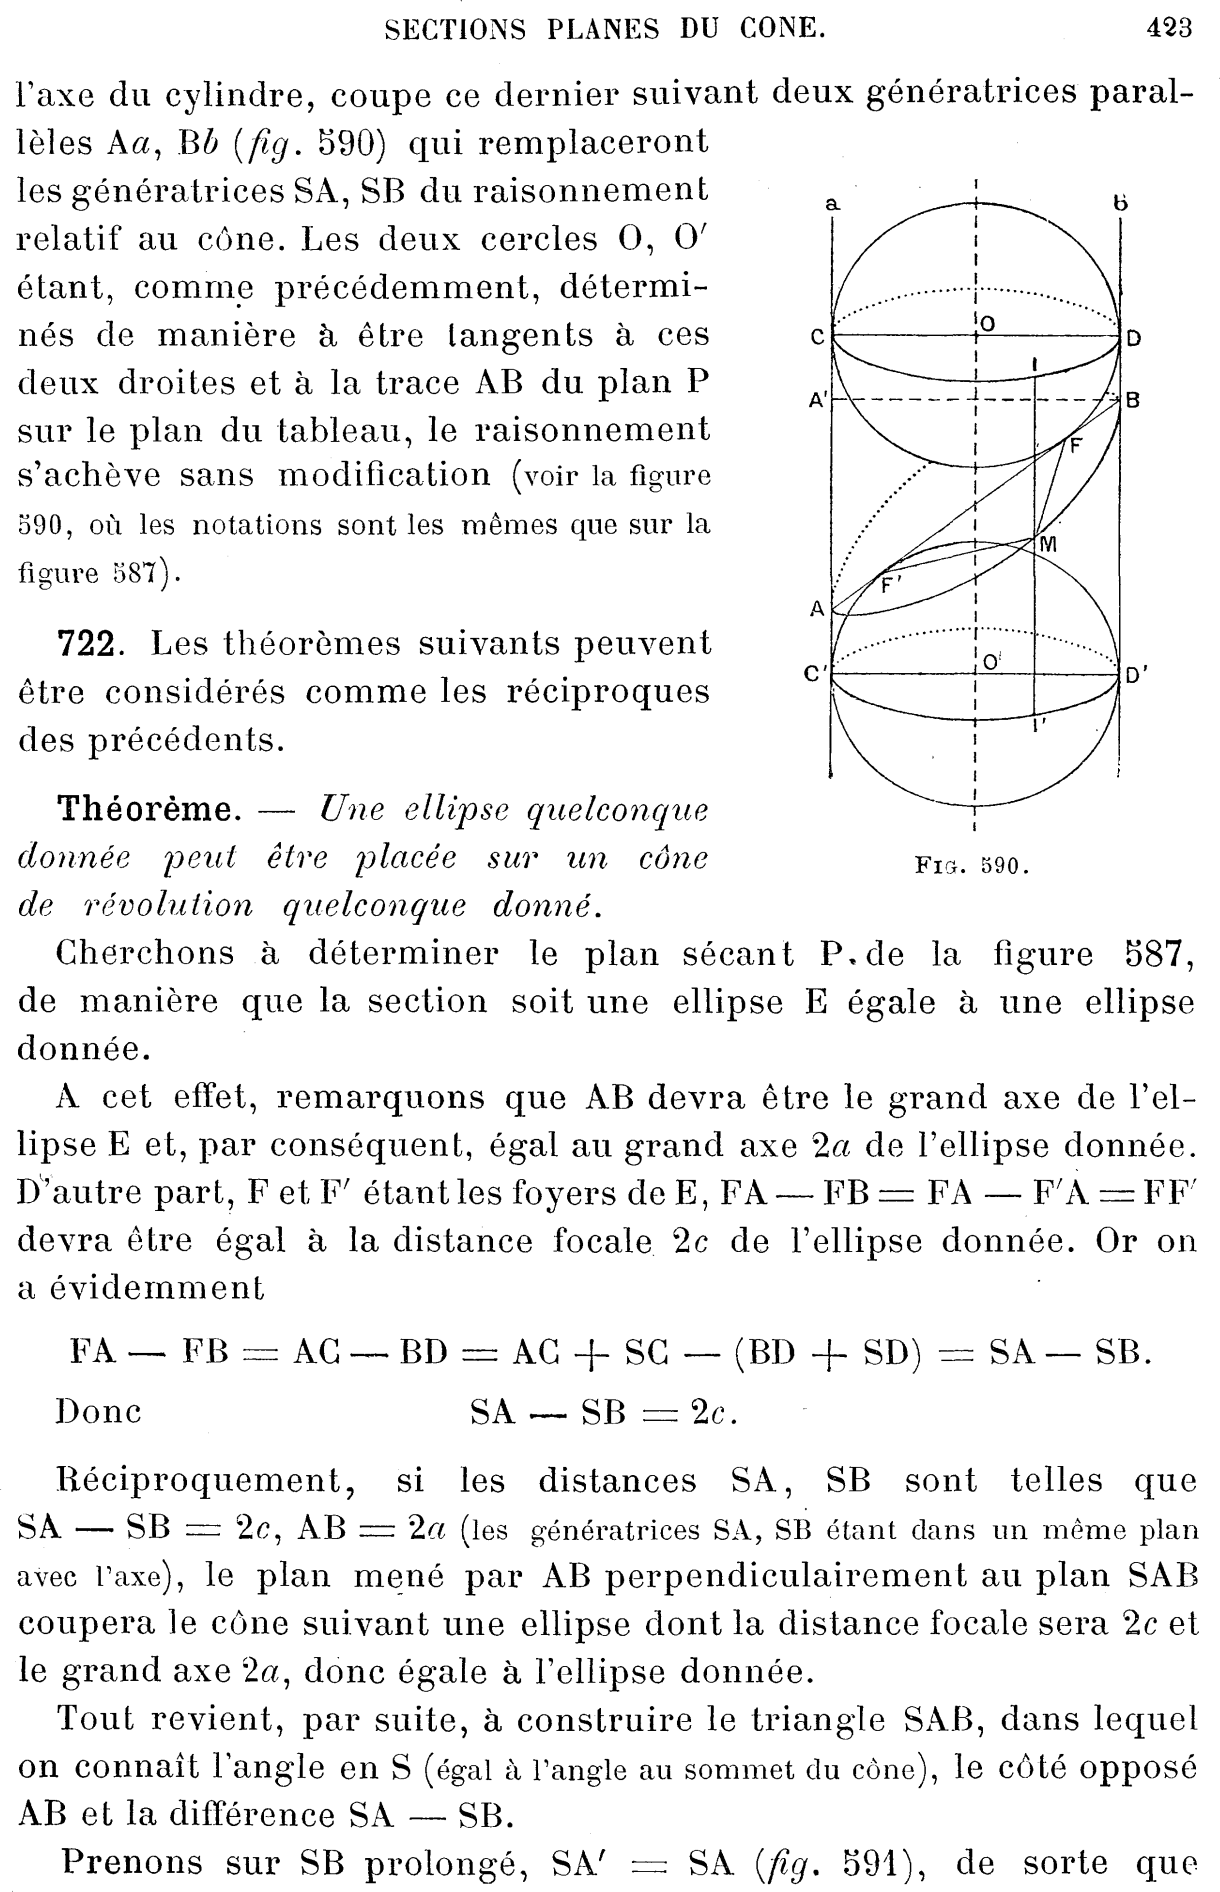 SECTIONS PLANES DU CONE. 423
l'axe du cylindre, coupe ce dernier suivant deux génératrices paral-
lèles Aa, Bb (fig. 590) qui remplaceront
les génératrices SA, SB du raisonnement
relatif au cône. Les deux cercles O, O'
étant, comme précédemment, détermi-
nés de manière à être tangents à ces
deux droites et à la trace AB du plan P
sur le plan du tableau, le raisonnement
s'achève sans modification (voir la figure
590, où les notations sont les mêmes que sur la
figure 587).
722. Les théorèmes suivants peuvent
être considérés comme les réciproques
des précédents.
Théorème. — Une ellipse quelconque
donnée peut être placée sur un cône
de révolution quelconque donné.
a b
O
C D
I
A' B
F
M
F'
A
O'
C' D'
I'
FIG. 590.
Cherchons à déterminer le plan sécant P de la figure 587,
de manière que la section soit une ellipse E égale à une ellipse
donnée.
A cet effet, remarquons que AB devra être le grand axe de l'el-
lipse E et, par conséquent, égal au grand axe 2a de l'ellipse donnée.
D'autre part, F et F' étant les foyers de E, FA — FB = FA — F'A = FF'
devra être égal à la distance focale 2c de l'ellipse donnée. Or on
a évidemment
FA — FB = AC — BD = AC + SC — (BD + SD) = SA — SB.
Donc SA — SB = 2c.
Réciproquement, si les distances SA, SB sont telles que
SA — SB = 2c, AB = 2a (les génératrices SA, SB étant dans un même plan
avec l'axe), le plan mené par AB perpendiculairement au plan SAB
coupera le cône suivant une ellipse dont la distance focale sera 2c et
le grand axe 2a, donc égale à l'ellipse donnée.
Tout revient, par suite, à construire le triangle SAB, dans lequel
on connaît l'angle en S (égal à l'angle au sommet du cône), le côté opposé
AB et la différence SA — SB.
Prenons sur SB prolongé, SA' = SA (fig. 591), de sorte que